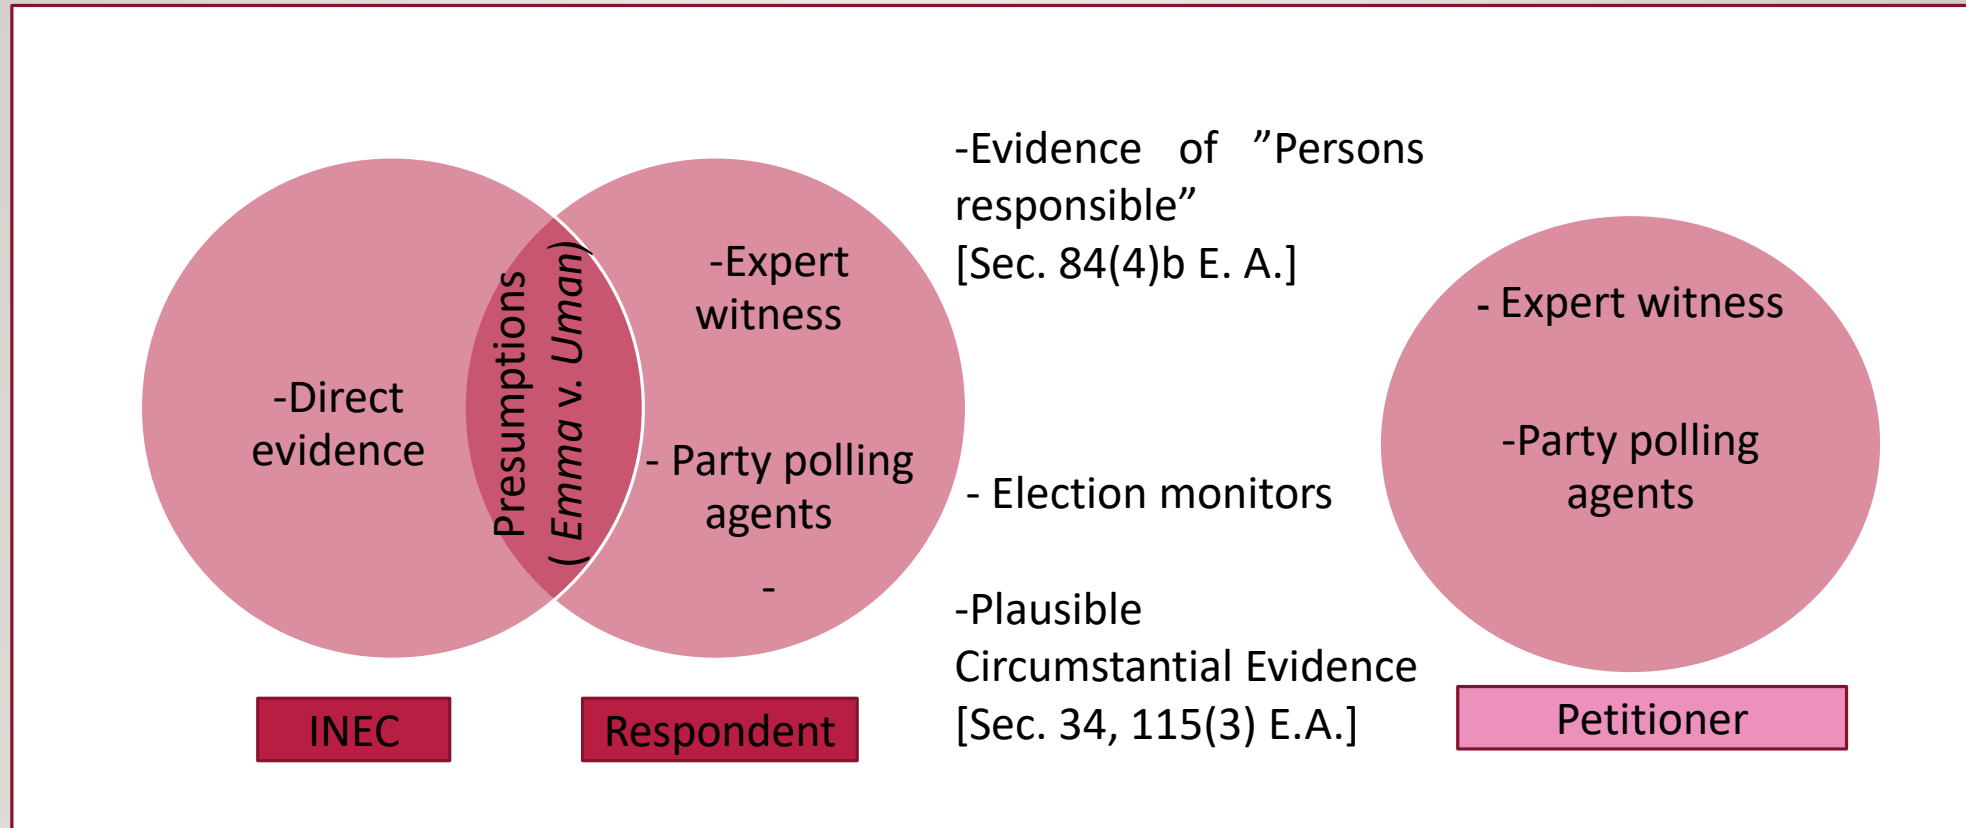 -Direct
evidence
Presumptions
( Emma v. Uman)
-Expert
witness
- Party polling
agents
-
-Evidence of ”Persons
responsible”
[Sec. 84(4)b E. A.]
- Election monitors
-Plausible
Circumstantial Evidence
[Sec. 34, 115(3) E.A.]
- Expert witness
-Party polling
agents
INEC
Respondent
Petitioner